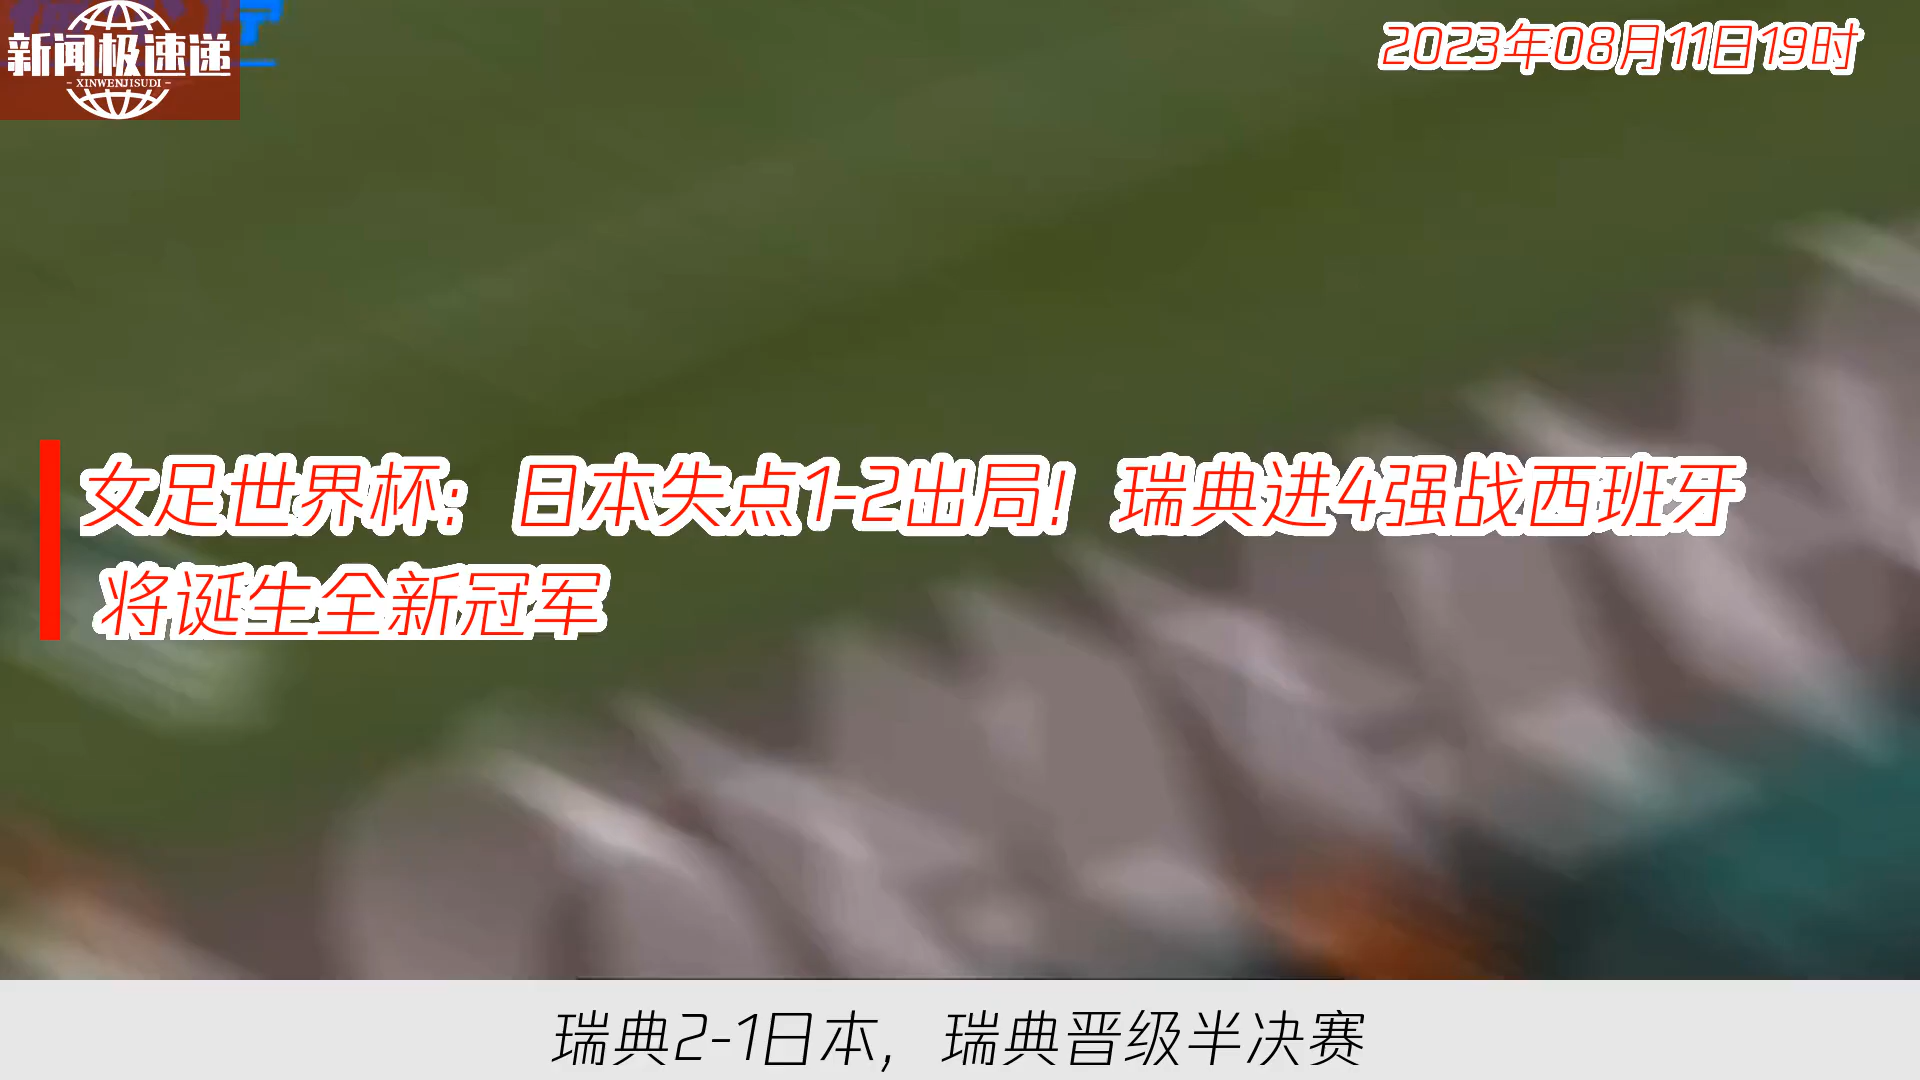 新闻极速递
- XINWENJISUDI -
2023年08月11日19时
女足世界杯：日本失点1-2出局！瑞典进4强战西班牙
将诞生全新冠军
瑞典2-1日本，瑞典晋级半决赛